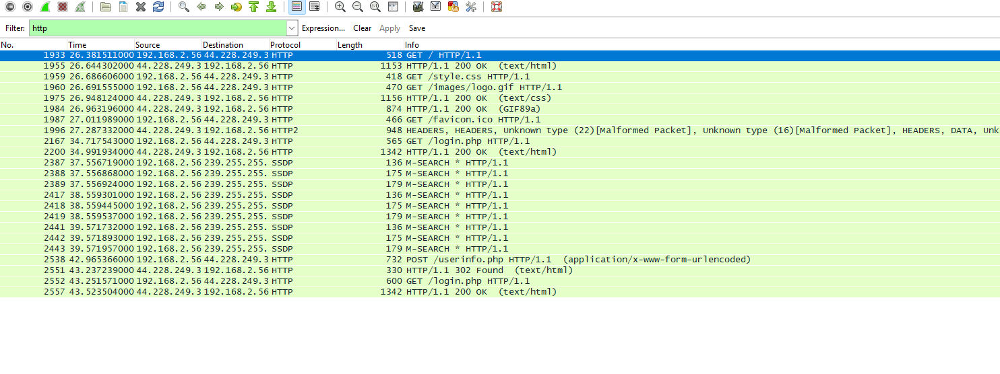 Filter: http Expression... Clear Apply Save
No. Time Source Destination Protocol Length Info
1933 26.381511000 192.168.2.56 44.228.249.3 HTTP 518 GET / HTTP/1.1
1955 26.644302000 44.228.249.3 192.168.2.56 HTTP 1153 HTTP/1.1 200 OK (text/html)
1959 26.686606000 192.168.2.56 44.228.249.3 HTTP 418 GET /style.css HTTP/1.1
1960 26.691555000 192.168.2.56 44.228.249.3 HTTP 470 GET /images/logo.gif HTTP/1.1
1975 26.948124000 44.228.249.3 192.168.2.56 HTTP 1156 HTTP/1.1 200 OK (text/css)
1984 26.963196000 44.228.249.3 192.168.2.56 HTTP 874 HTTP/1.1 200 OK (GIF89a)
1987 27.011989000 192.168.2.56 44.228.249.3 HTTP 466 GET /favicon.ico HTTP/1.1
1996 27.287332000 44.228.249.3 192.168.2.56 HTTP2 948 HEADERS, HEADERS, Unknown type (22)[Malformed Packet], Unknown type (16)[Malformed Packet], HEADERS, DATA, Unk
2167 34.717543000 192.168.2.56 44.228.249.3 HTTP 565 GET /login.php HTTP/1.1
2200 34.991934000 44.228.249.3 192.168.2.56 HTTP 1342 HTTP/1.1 200 OK (text/html)
2387 37.556719000 192.168.2.56 239.255.255. SSDP 136 M-SEARCH * HTTP/1.1
2388 37.556868000 192.168.2.56 239.255.255. SSDP 175 M-SEARCH * HTTP/1.1
2389 37.556924000 192.168.2.56 239.255.255. SSDP 179 M-SEARCH * HTTP/1.1
2417 38.559301000 192.168.2.56 239.255.255. SSDP 136 M-SEARCH * HTTP/1.1
2418 38.559445000 192.168.2.56 239.255.255. SSDP 175 M-SEARCH * HTTP/1.1
2419 38.559537000 192.168.2.56 239.255.255. SSDP 179 M-SEARCH * HTTP/1.1
2441 39.571732000 192.168.2.56 239.255.255. SSDP 136 M-SEARCH * HTTP/1.1
2442 39.571893000 192.168.2.56 239.255.255. SSDP 175 M-SEARCH * HTTP/1.1
2443 39.571957000 192.168.2.56 239.255.255. SSDP 179 M-SEARCH * HTTP/1.1
2538 42.965366000 192.168.2.56 44.228.249.3 HTTP 732 POST /userinfo.php HTTP/1.1 (application/x-www-form-urlencoded)
2551 43.237239000 44.228.249.3 192.168.2.56 HTTP 330 HTTP/1.1 302 Found (text/html)
2552 43.251571000 192.168.2.56 44.228.249.3 HTTP 600 GET /login.php HTTP/1.1
2557 43.523504000 44.228.249.3 192.168.2.56 HTTP 1342 HTTP/1.1 200 OK (text/html)